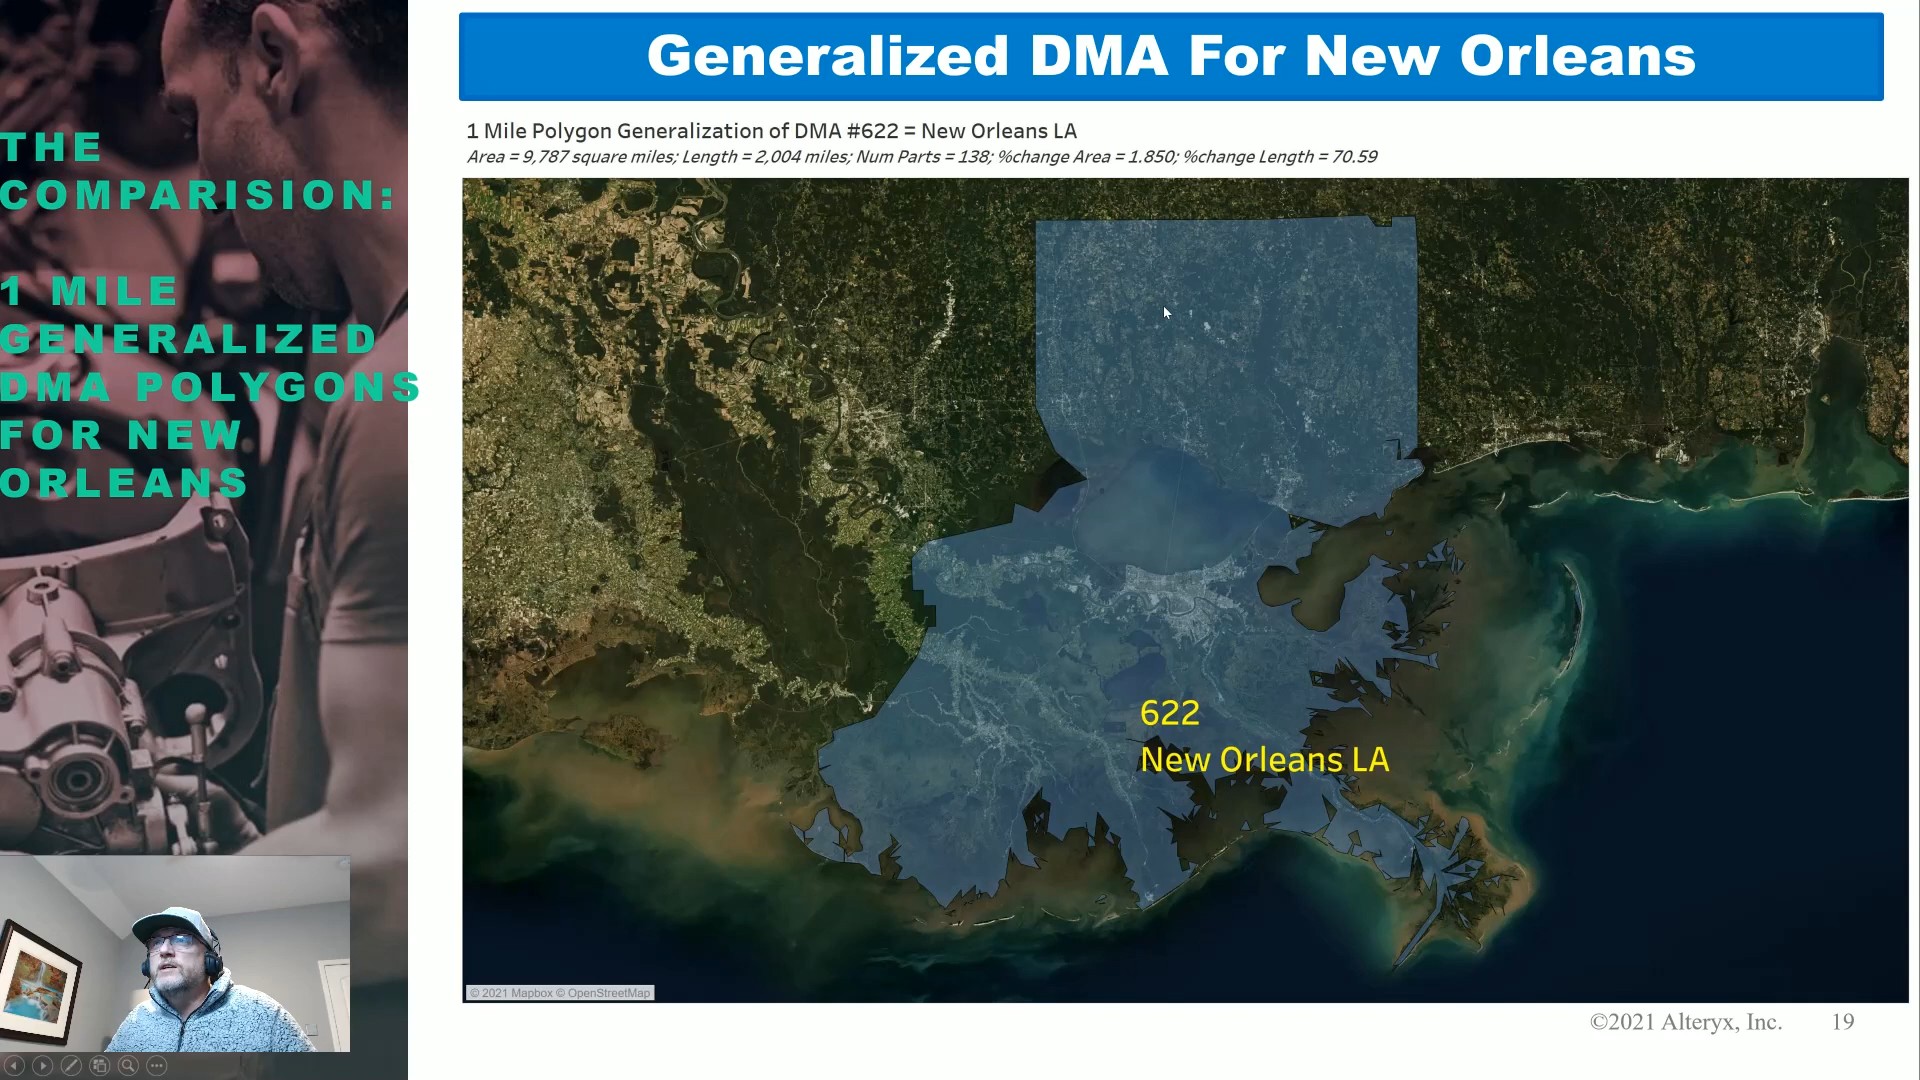 THE
COMPARISION:
1 MILE
GENERALIZED
DMA POLYGONS
FOR NEW
ORLEANS
Generalized DMA For New Orleans
1 Mile Polygon Generalization of DMA #622 = New Orleans LA
Area = 9,787 square miles; Length = 2,004 miles; Num Parts = 138; %change Area = 1.850; %change Length = 70.59
622
New Orleans LA
© 2021 Mapbox © OpenStreetMap
©2021 Alteryx, Inc. 19